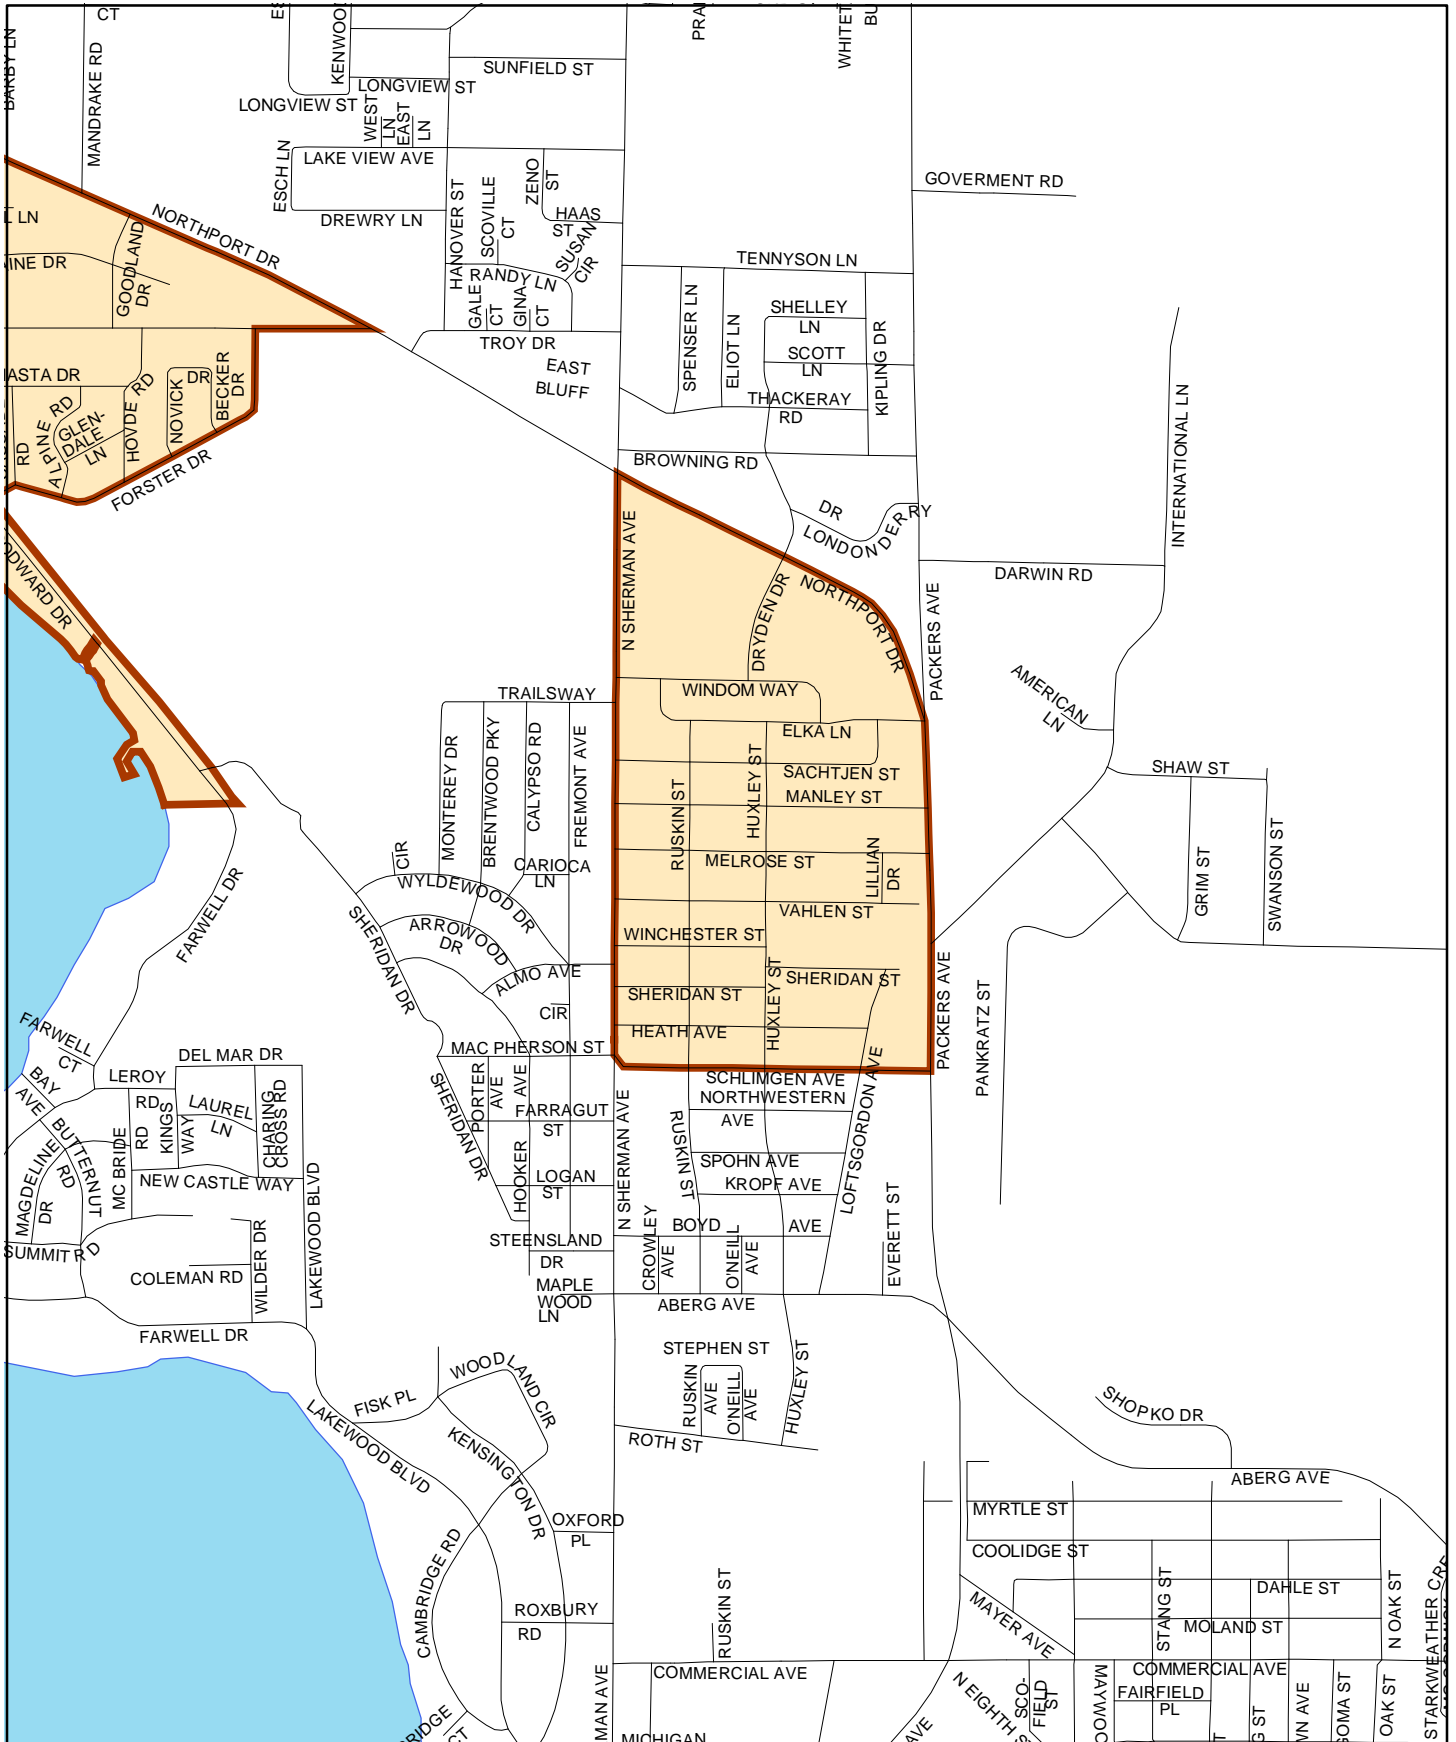 CT
MANDRAKE RD
BARBY LN
LONGVIEW ST
LONGVIEW ST
SUNFIELD ST
WEST
LN
EAST
LN
LAKE VIEW AVE
ESCH LN
DREWRY LN
HANOVER ST
SCOVILLE
CT
ZENO
ST
HAAS
ST
SUSAN
CIR
RANDY LN
GALE
CT
GINA
CT
TROY DR
EAST
BLUFF
GOVERMENT RD
TENNYSON LN
SPENSER LN
ELIOT LN
SHELLEY
LN
SCOTT
LN
KIPLING DR
THACKERAY
RD
BROWNING RD
INTERNATIONAL LN
NORTHPORT DR
GOODLAND
DR
BECKER
DR
NOVICK
DR
HOVDE RD
ALPINE RD
GLEN-
DALE
LN
RD
FORSTER DR
DR
LONDONDERRY
DARWIN RD
N SHERMAN AVE
DRYDEN DR
NORTHPORT DR
PACKERS AVE
AMERICAN
LN
WINDOM WAY
ELKA LN
SACHTJEN ST
MANLEY ST
HUXLEY ST
RUSKIN ST
MELROSE ST
LILLIAN
DR
VAHLEN ST
WINCHESTER ST
SHERIDAN ST
SHERIDAN ST
HUXLEY ST
HEATH AVE
SHAW ST
GRIM ST
SWANSON ST
PACKERS AVE
PANKRATZ ST
TRAILSWAY
MONTEREY DR
BRENTWOOD PKY
CALYPSO RD
FREMONT AVE
CIR
CARIOCA
LN
WYLDEWOOD DR
ARROWOOD
DR
ALMO AVE
CIR
SHERIDAN DR
FARWELL DR
FARWELL
CT
BAY
AVE
LEROY
RD
DEL MAR DR
MAC PHERSON ST
PORTER
AVE
AVE
HOOKER
FARRAGUT
ST
LOGAN
ST
SHERIDAN DR
SCHLIMGEN AVE
NORTHWESTERN
AVE
SPOHN AVE
KROPF AVE
BOYD
AVE
RUSKIN ST
N SHERMAN AVE
LOFTSGORDON AVE
EVERETT ST
CROWLEY
AVE
O'NEILL
AVE
ABERG AVE
STEENSLAND
DR
MAPLE
WOOD
LN
KINGS
WAY
LAUREL
LN
CHARING
CROSS RD
MC BRIDE
RD
BUTTERNUT
RD
MAGDELINE
DR
NEW CASTLE WAY
LAKEWOOD BLVD
SUMMIT RD
COLEMAN RD
WILDER DR
FARWELL DR
STEPHEN ST
RUSKIN
AVE
O'NEILL
AVE
HUXLEY ST
ROTH ST
FISK PL
WOODLAND CIR
LAKEWOOD BLVD
KENSINGTON DR
OXFORD
PL
CAMBRIDGE RD
ROXBURY
RD
RUSKIN ST
COMMERCIAL AVE
MICHIGAN
SHOPKO DR
ABERG AVE
MYRTLE ST
COOLIDGE ST
DAHLE ST
STANG ST
MOLAND ST
N OAK ST
MAYER AVE
COMMERCIAL AVE
FAIRFIELD
PL
SCO-
FIELD
ST
OAK ST
CT
AVE